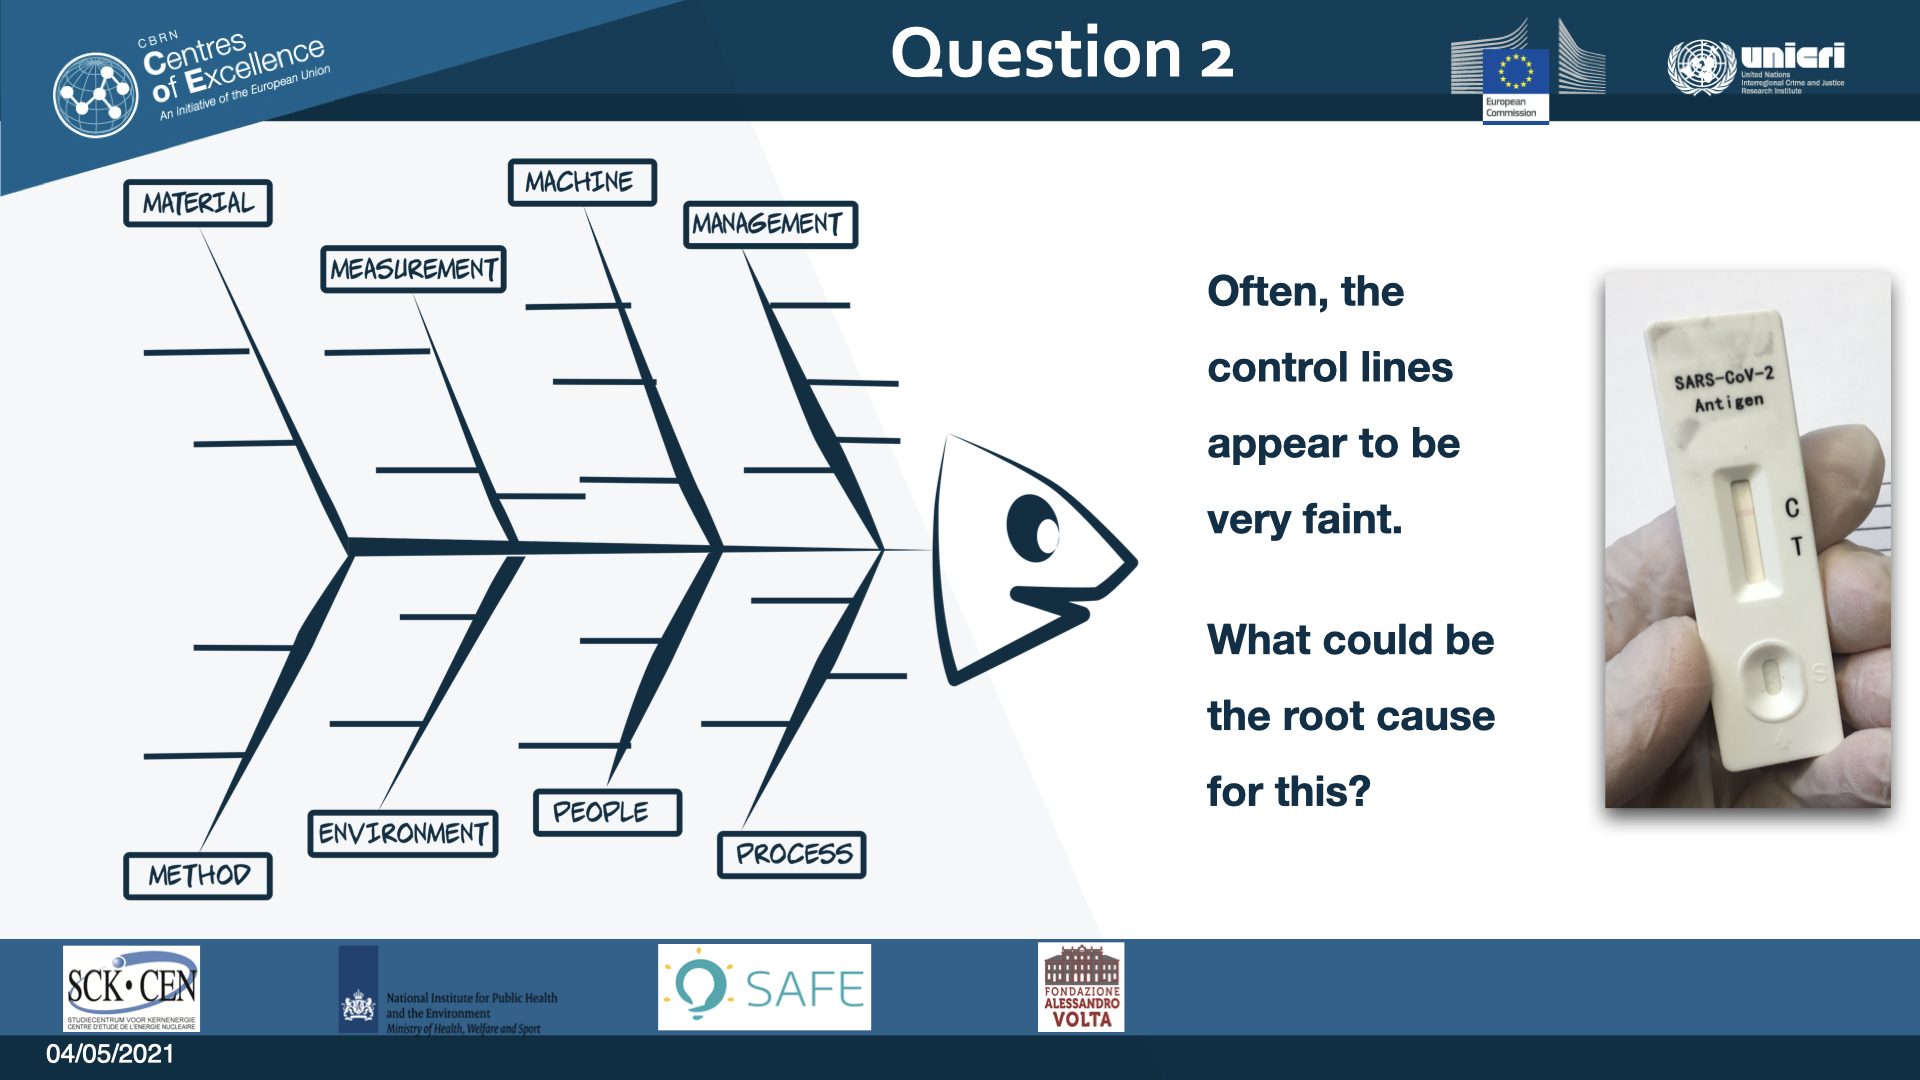 CBRN
Centres
of Excellence
An initiative of the European Union
Question 2
European
Commission
unicri
United Nations
Interregional Crime and Justice
Research Institute
MATERIAL
MEASUREMENT
MACHINE
MANAGEMENT
METHOD
ENVIRONMENT
PEOPLE
PROCESS
Often, the
control lines
appear to be
very faint.
What could be
the root cause
for this?
SARS-CoV-2
Antigen
C
T
S
SCK•CEN
STUDIECENTRUM VOOR KERNENERGIE
CENTRE D'ETUDE DE L'ENERGIE NUCLEAIRE
National Institute for Public Health
and the Environment
Ministry of Health, Welfare and Sport
SAFE
FONDAZIONE
ALESSANDRO
VOLTA
04/05/2021